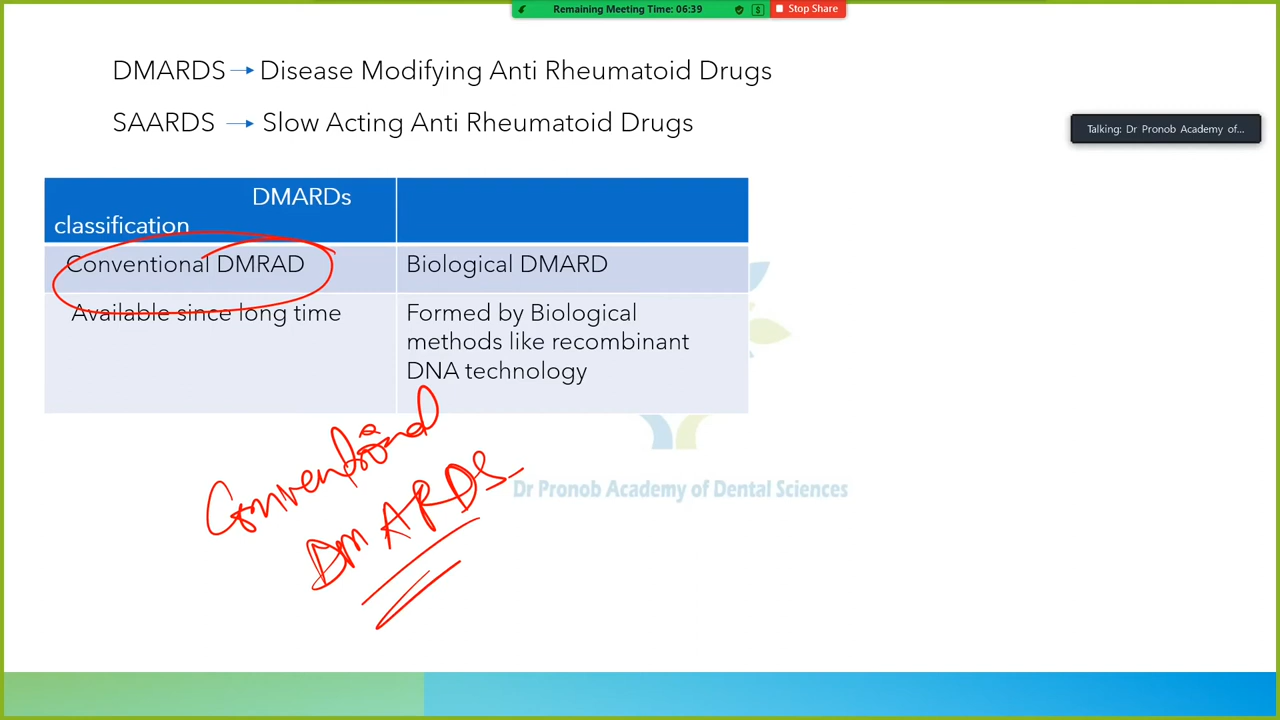 Remaining Meeting Time: 06:39
Stop Share
DMARDS → Disease Modifying Anti Rheumatoid Drugs
SAARDS → Slow Acting Anti Rheumatoid Drugs
Talking: Dr Pronob Academy of...
DMARDs
classification
Conventional DMRAD
Biological DMARD
Available since long time
Formed by Biological
methods like recombinant
DNA technology
Conventional
DMARDS
Dr Pronob Academy of Dental Sciences